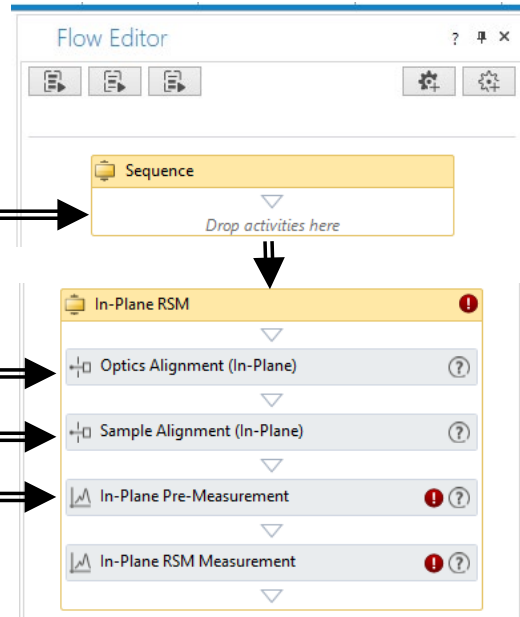 Flow Editor
Sequence
Drop activities here
In-Plane RSM
Optics Alignment (In-Plane)
Sample Alignment (In-Plane)
In-Plane Pre-Measurement
In-Plane RSM Measurement